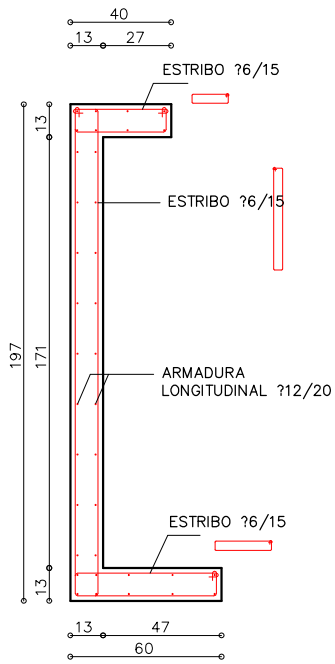 40
13 27
ESTRIBO ?6/15
13
ESTRIBO ?6/15
197
171
ARMADURA
LONGITUDINAL ?12/20
ESTRIBO ?6/15
13
13 47
60